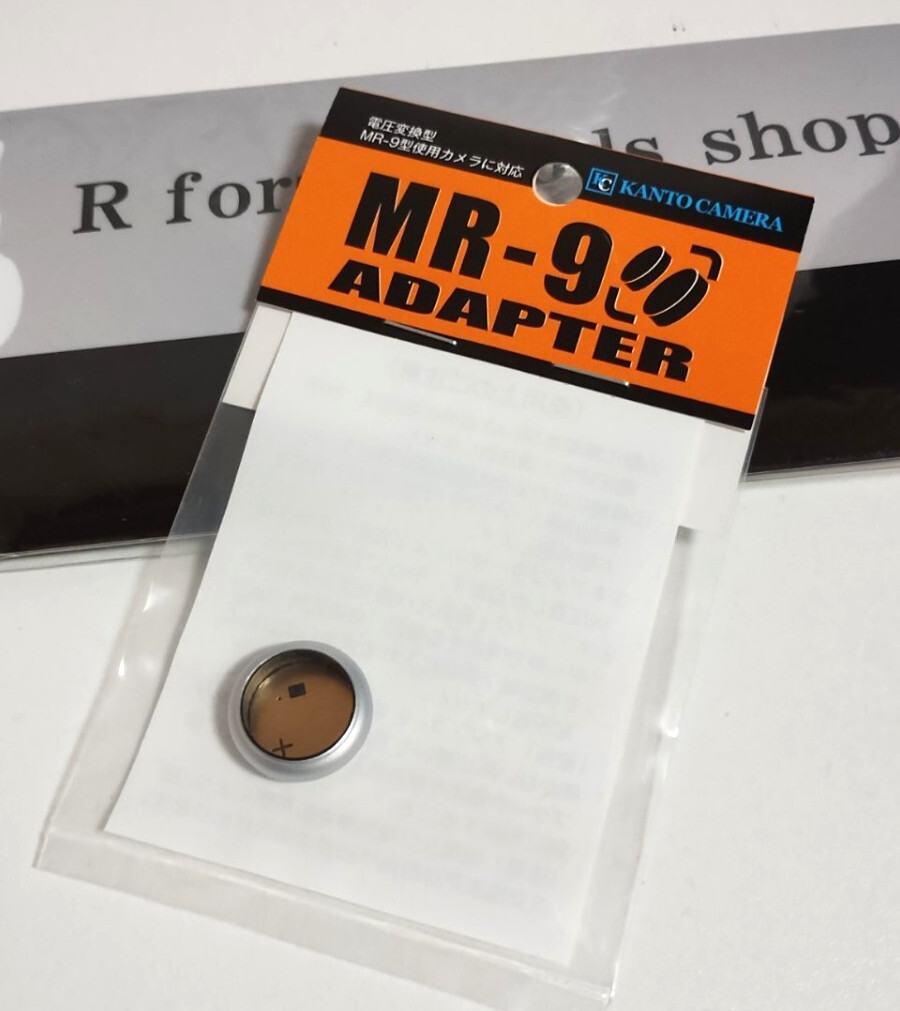 電圧変換型
MR-9型使用カメラに対応
KC KANTO CAMERA
MR-9
ADAPTER
R for
ls shop
+